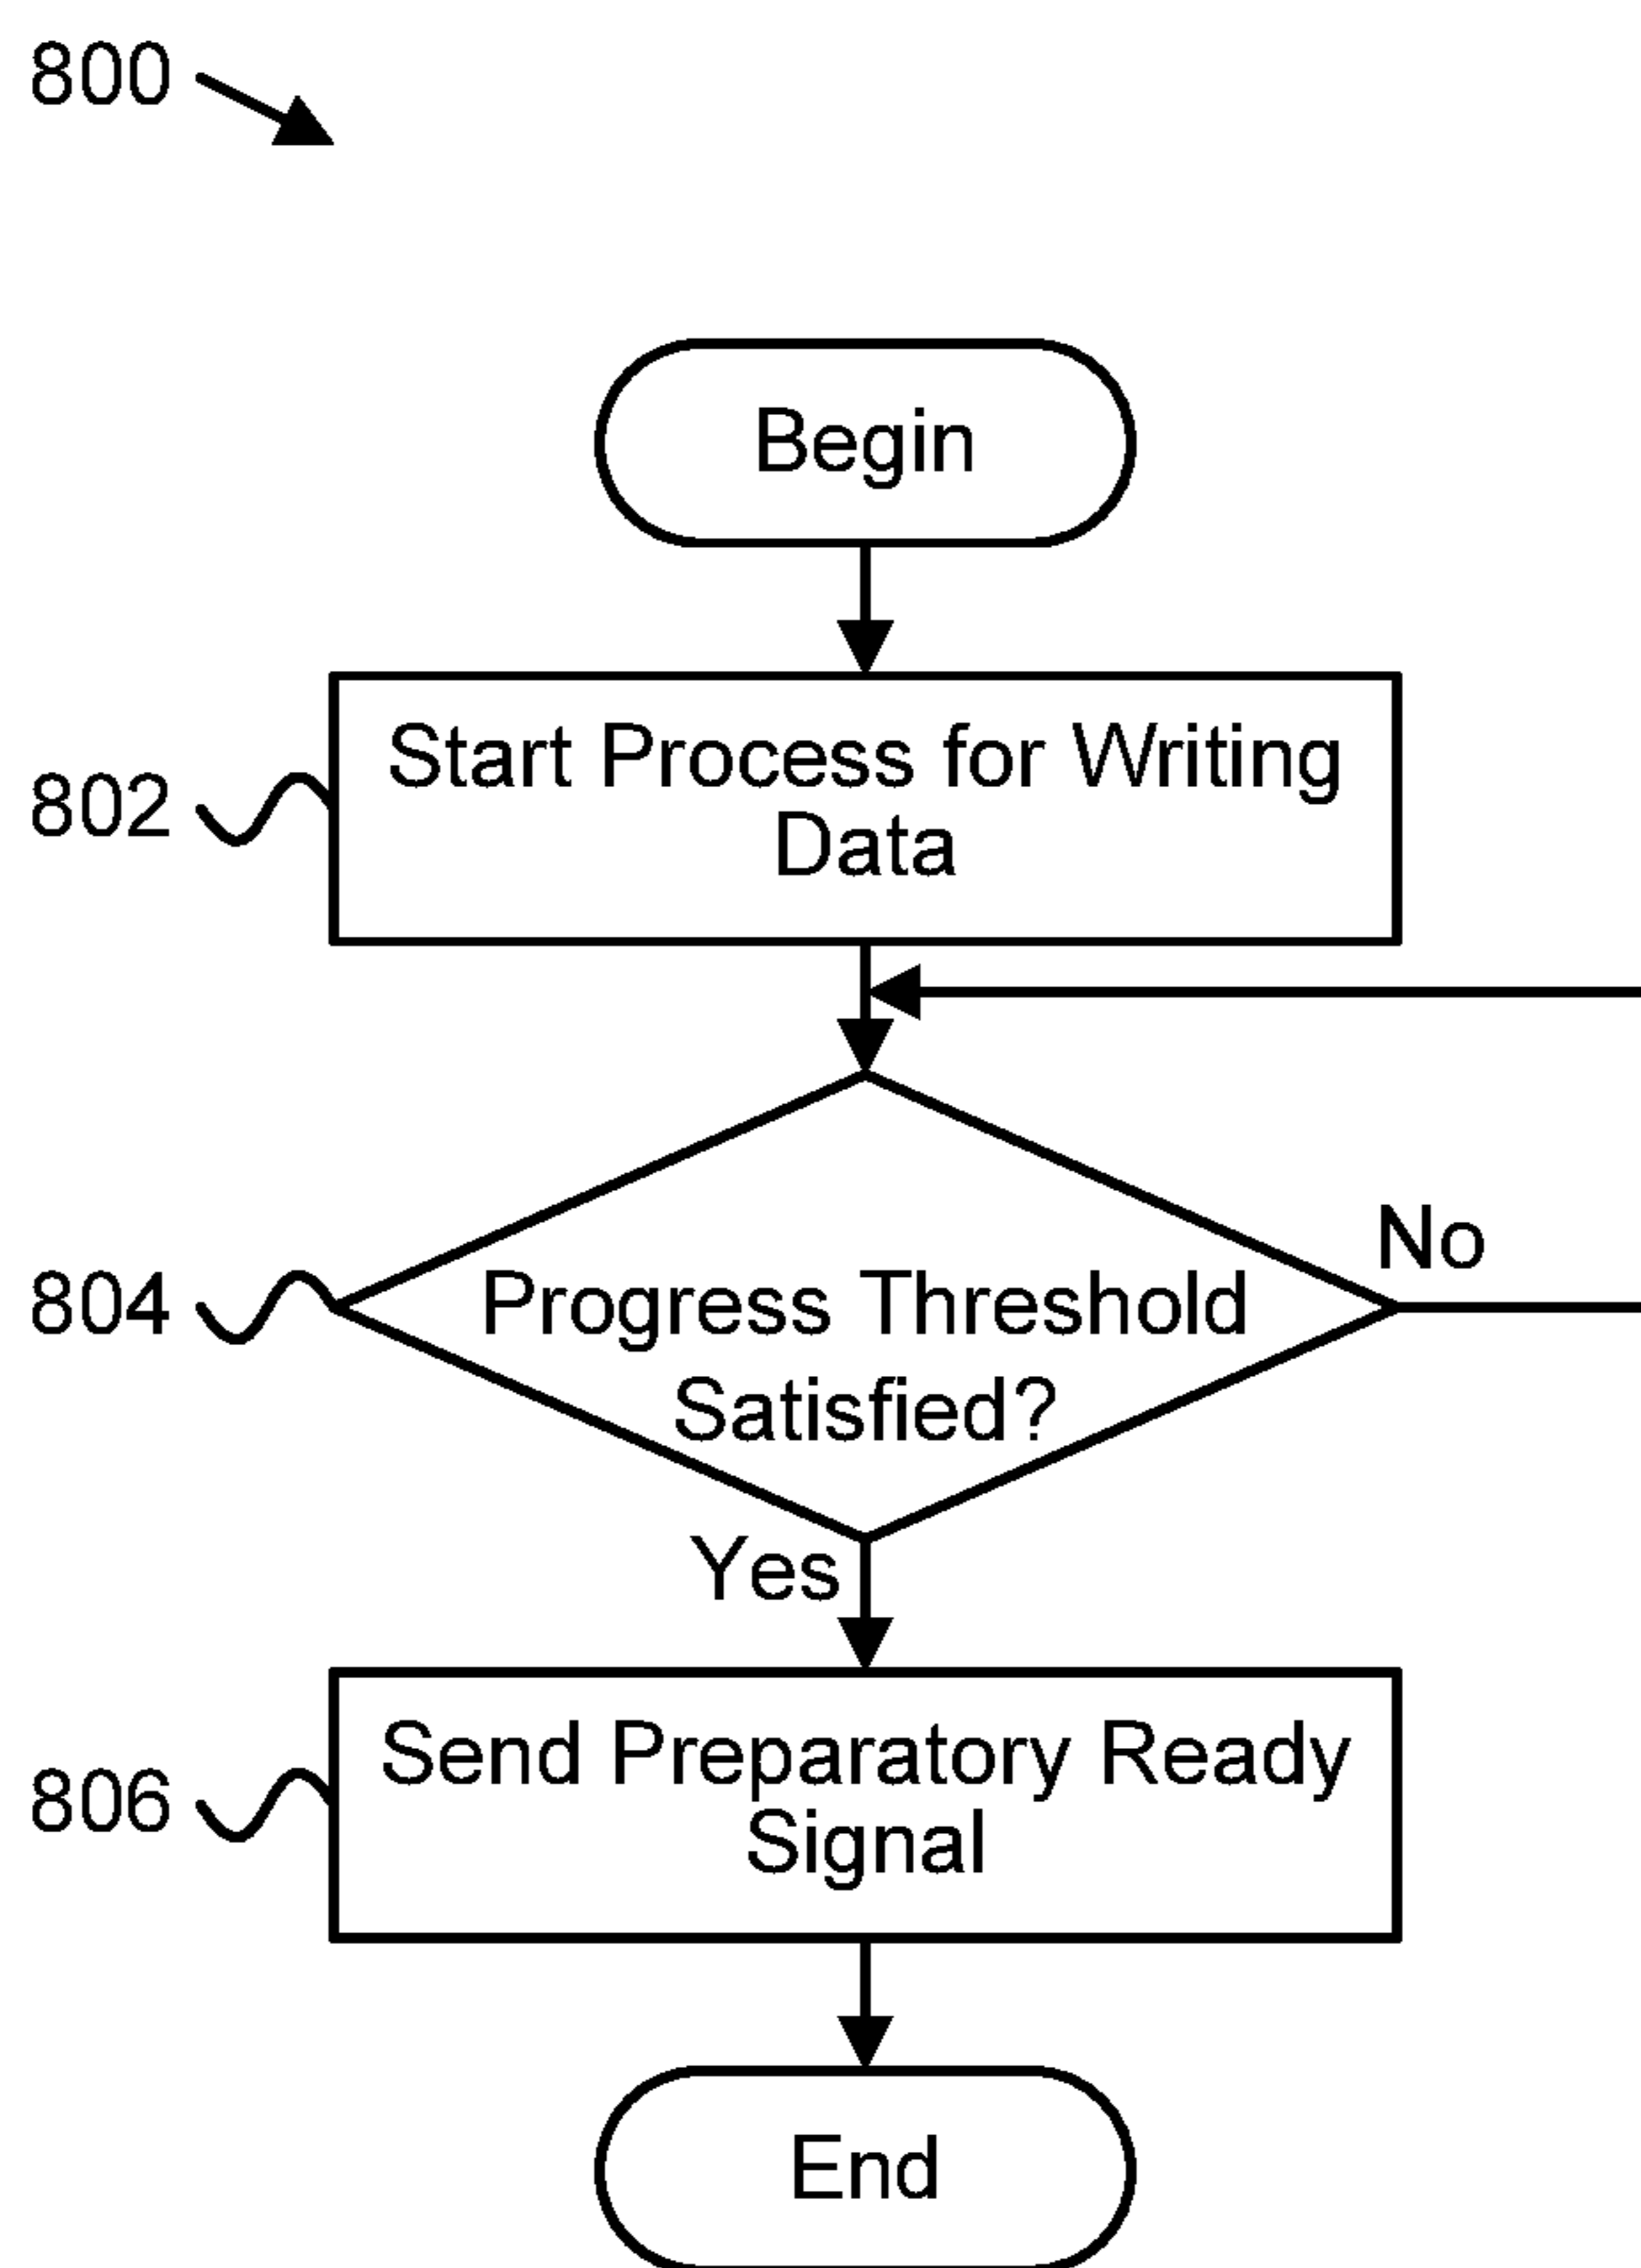 800
Begin
802
Start Process for Writing
Data
804
Progress Threshold
Satisfied?
No
Yes
806
Send Preparatory Ready
Signal
End